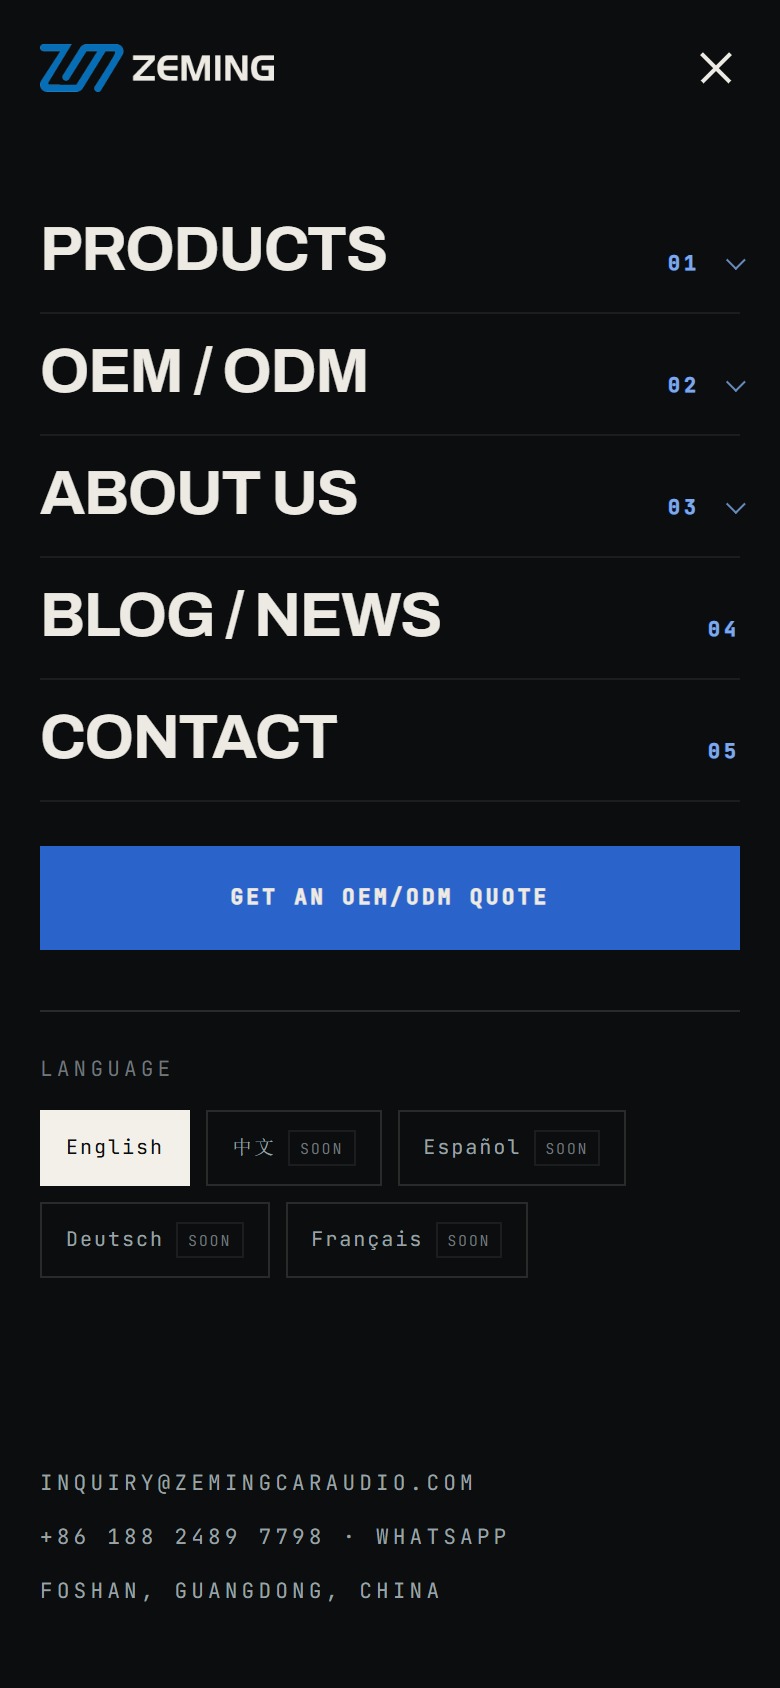 ZEMING
PRODUCTS 01
OEM / ODM 02
ABOUT US 03
BLOG / NEWS 04
CONTACT 05
GET AN OEM/ODM QUOTE
LANGUAGE
English 中文 SOON Español SOON
Deutsch SOON Français SOON
INQUIRY@ZEMINGCARAUDIO.COM
+86 188 2489 7798 · WHATSAPP
FOSHAN, GUANGDONG, CHINA